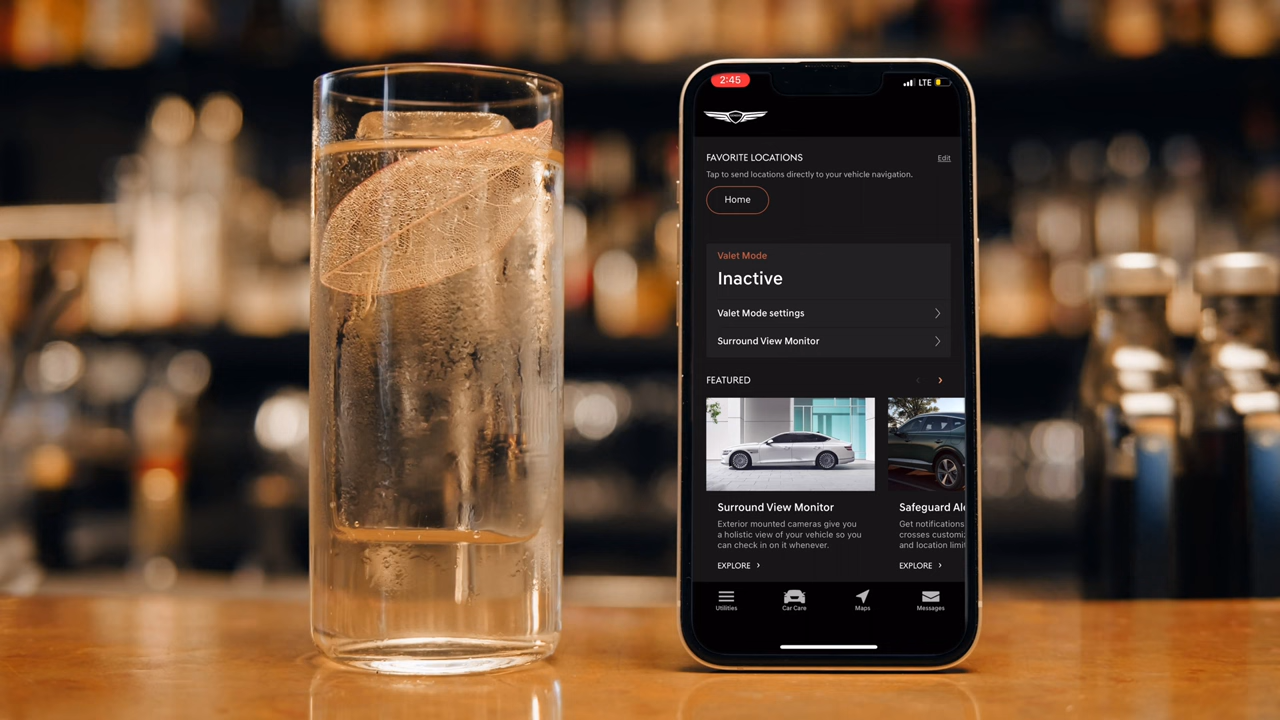 2:45
LTE
FAVORITE LOCATIONS
Edit
Tap to send locations directly to your vehicle navigation.
Home
Valet Mode
Inactive
Valet Mode settings
Surround View Monitor
FEATURED
Surround View Monitor
Exterior mounted cameras give you
a holistic view of your vehicle so you
can check in on it whenever.
EXPLORE
Safeguard Al
Get notifications
crosses customi
and location limit
EXPLORE
Utilities
Car Care
Maps
Messages